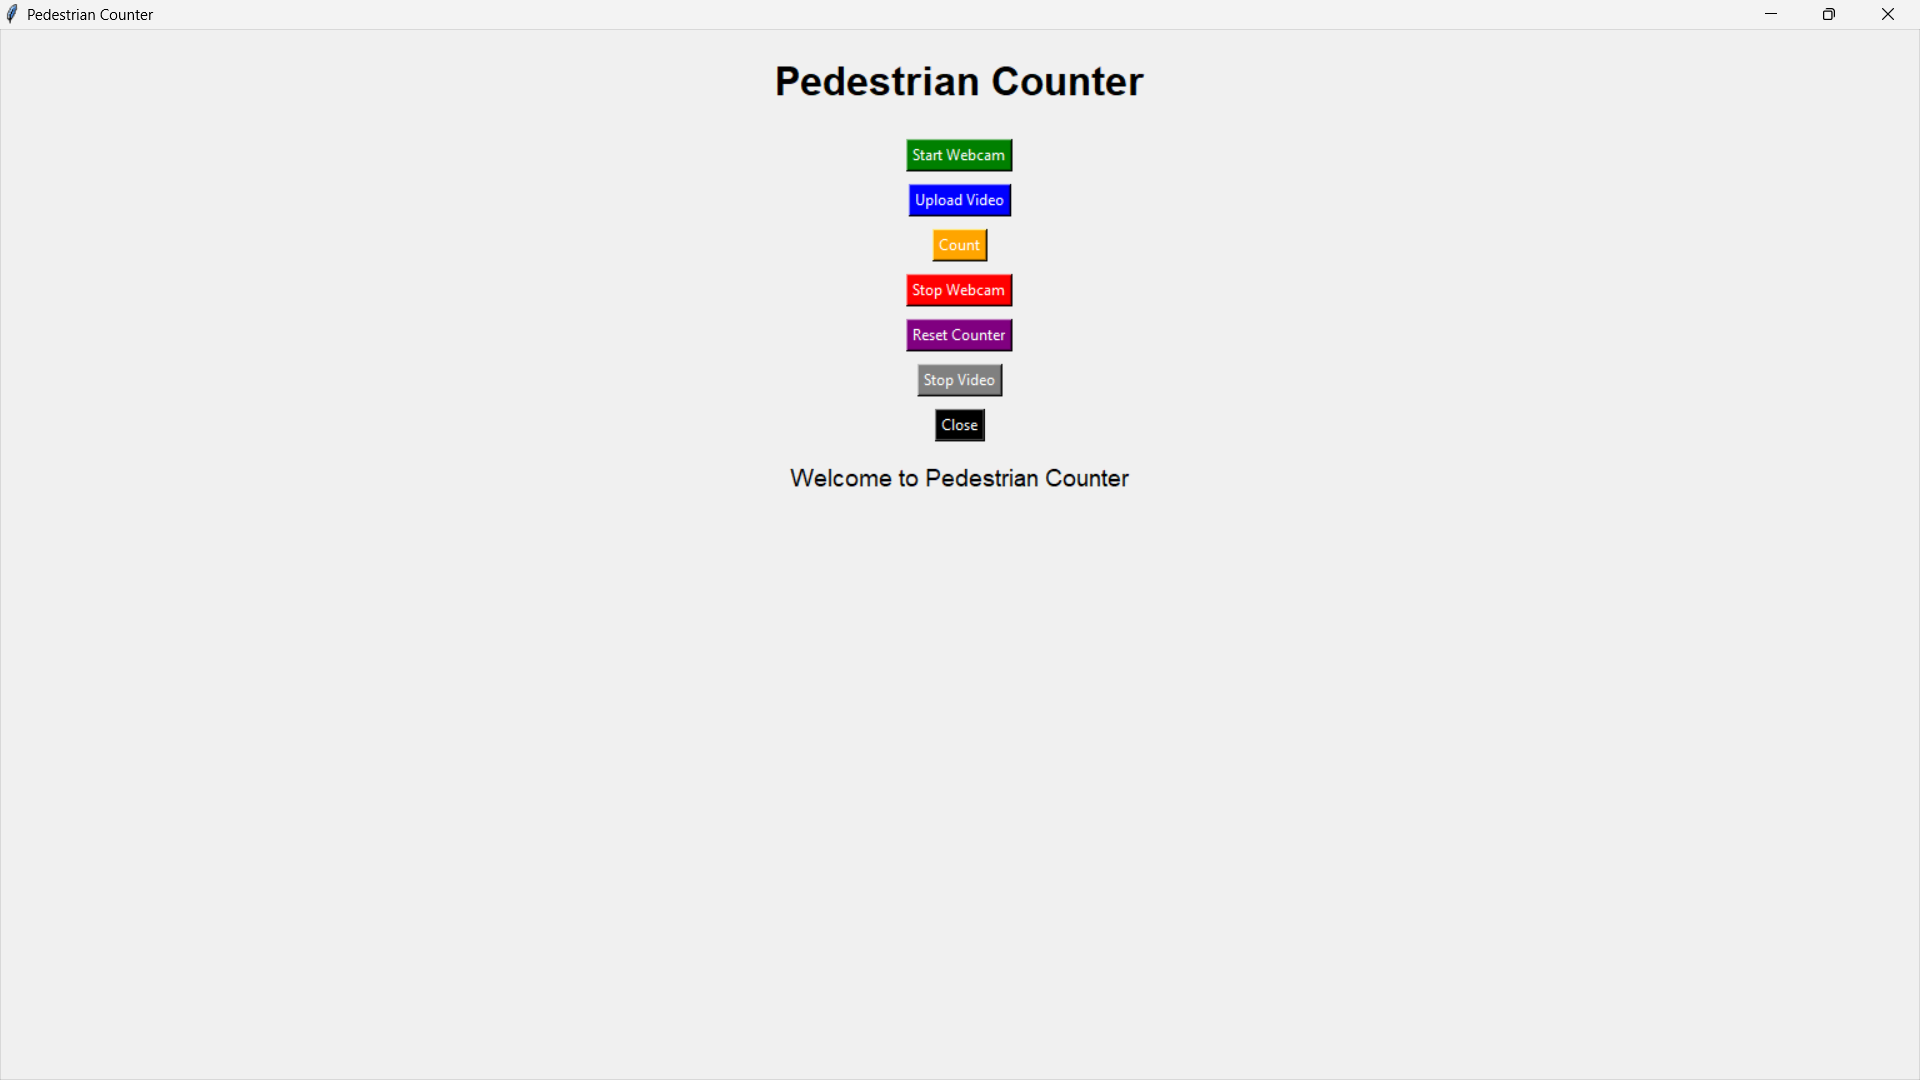 Pedestrian Counter
Pedestrian Counter
Start Webcam
Upload Video
Count
Stop Webcam
Reset Counter
Stop Video
Close
Welcome to Pedestrian Counter